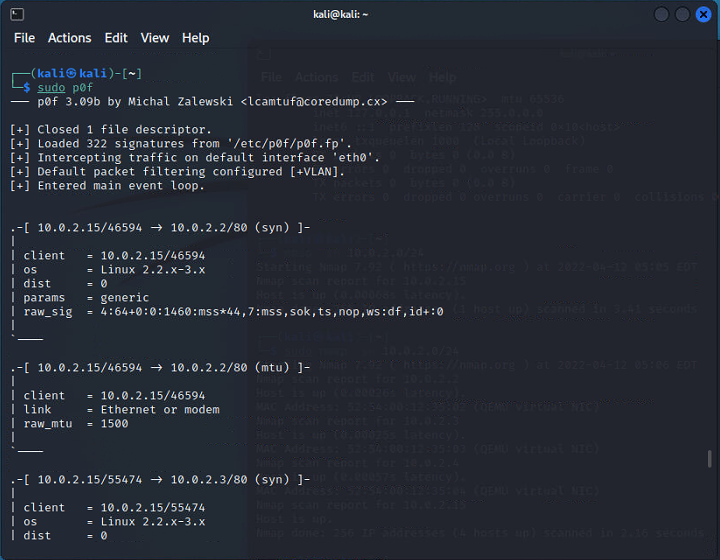 kali@kali: ~
File Actions Edit View Help
┌──(kali㉿kali)-[~]
└─$ sudo p0f
─── p0f 3.09b by Michal Zalewski <lcamtuf@coredump.cx> ───
[+] Closed 1 file descriptor.
[+] Loaded 322 signatures from '/etc/p0f/p0f.fp'.
[+] Intercepting traffic on default interface 'eth0'.
[+] Default packet filtering configured [+VLAN].
[+] Entered main event loop.
.-[ 10.0.2.15/46594 → 10.0.2.2/80 (syn) ]-
|
| client = 10.0.2.15/46594
| os = Linux 2.2.x-3.x
| dist = 0
| params = generic
| raw_sig = 4:64+0:0:1460:mss*44,7:mss,sok,ts,nop,ws:df,id+:0
|
`────
.-[ 10.0.2.15/46594 → 10.0.2.2/80 (mtu) ]-
|
| client = 10.0.2.15/46594
| link = Ethernet or modem
| raw_mtu = 1500
|
`────
.-[ 10.0.2.15/55474 → 10.0.2.3/80 (syn) ]-
|
| client = 10.0.2.15/55474
| os = Linux 2.2.x-3.x
| dist = 0